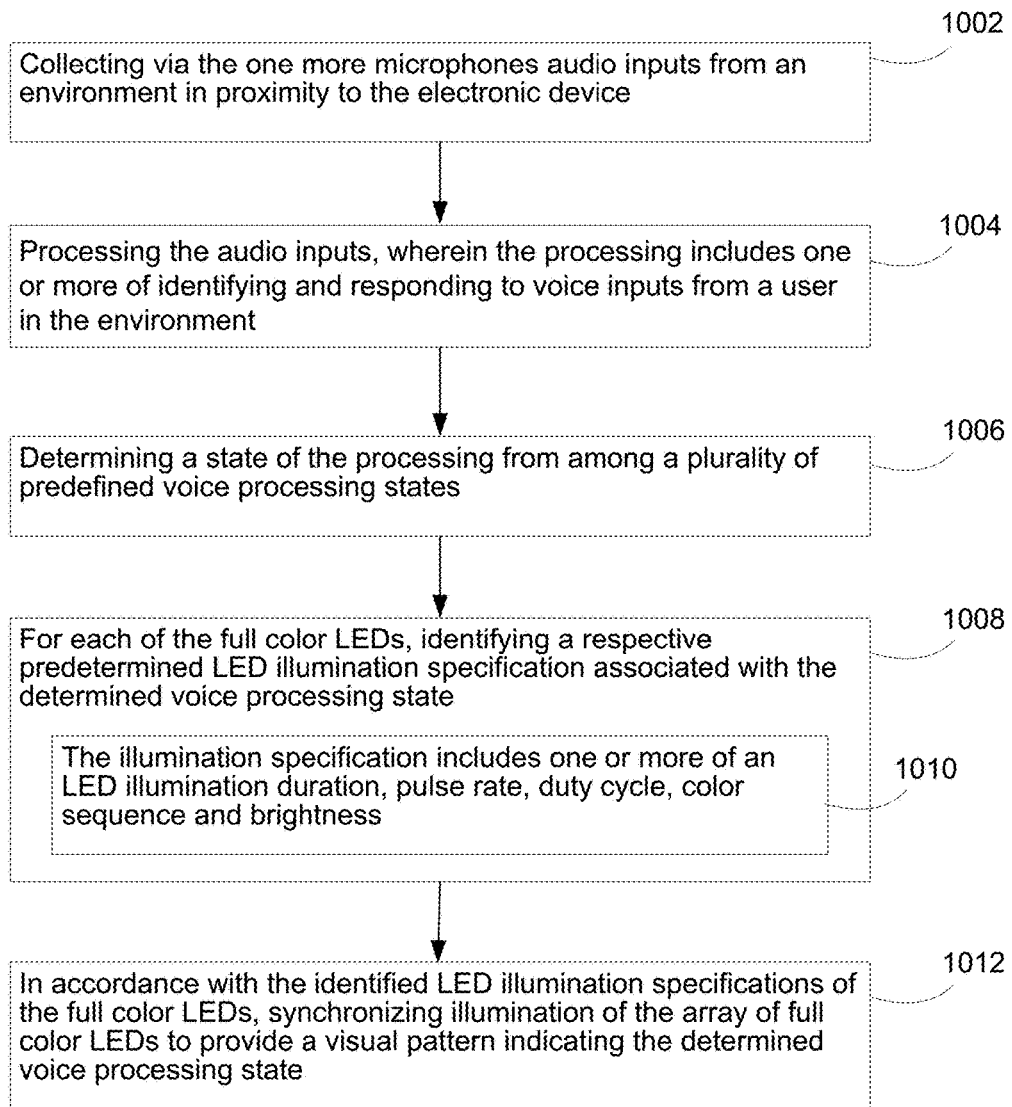 1002
Collecting via the one more microphones audio inputs from an
environment in proximity to the electronic device
1004
Processing the audio inputs, wherein the processing includes one
or more of identifying and responding to voice inputs from a user
in the environment
1006
Determining a state of the processing from among a plurality of
predefined voice processing states
1008
For each of the full color LEDs, identifying a respective
predetermined LED illumination specification associated with the
determined voice processing state
The illumination specification includes one or more of an
LED illumination duration, pulse rate, duty cycle, color
sequence and brightness
1010
1012
In accordance with the identified LED illumination specifications of
the full color LEDs, synchronizing illumination of the array of full
color LEDs to provide a visual pattern indicating the determined
voice processing state